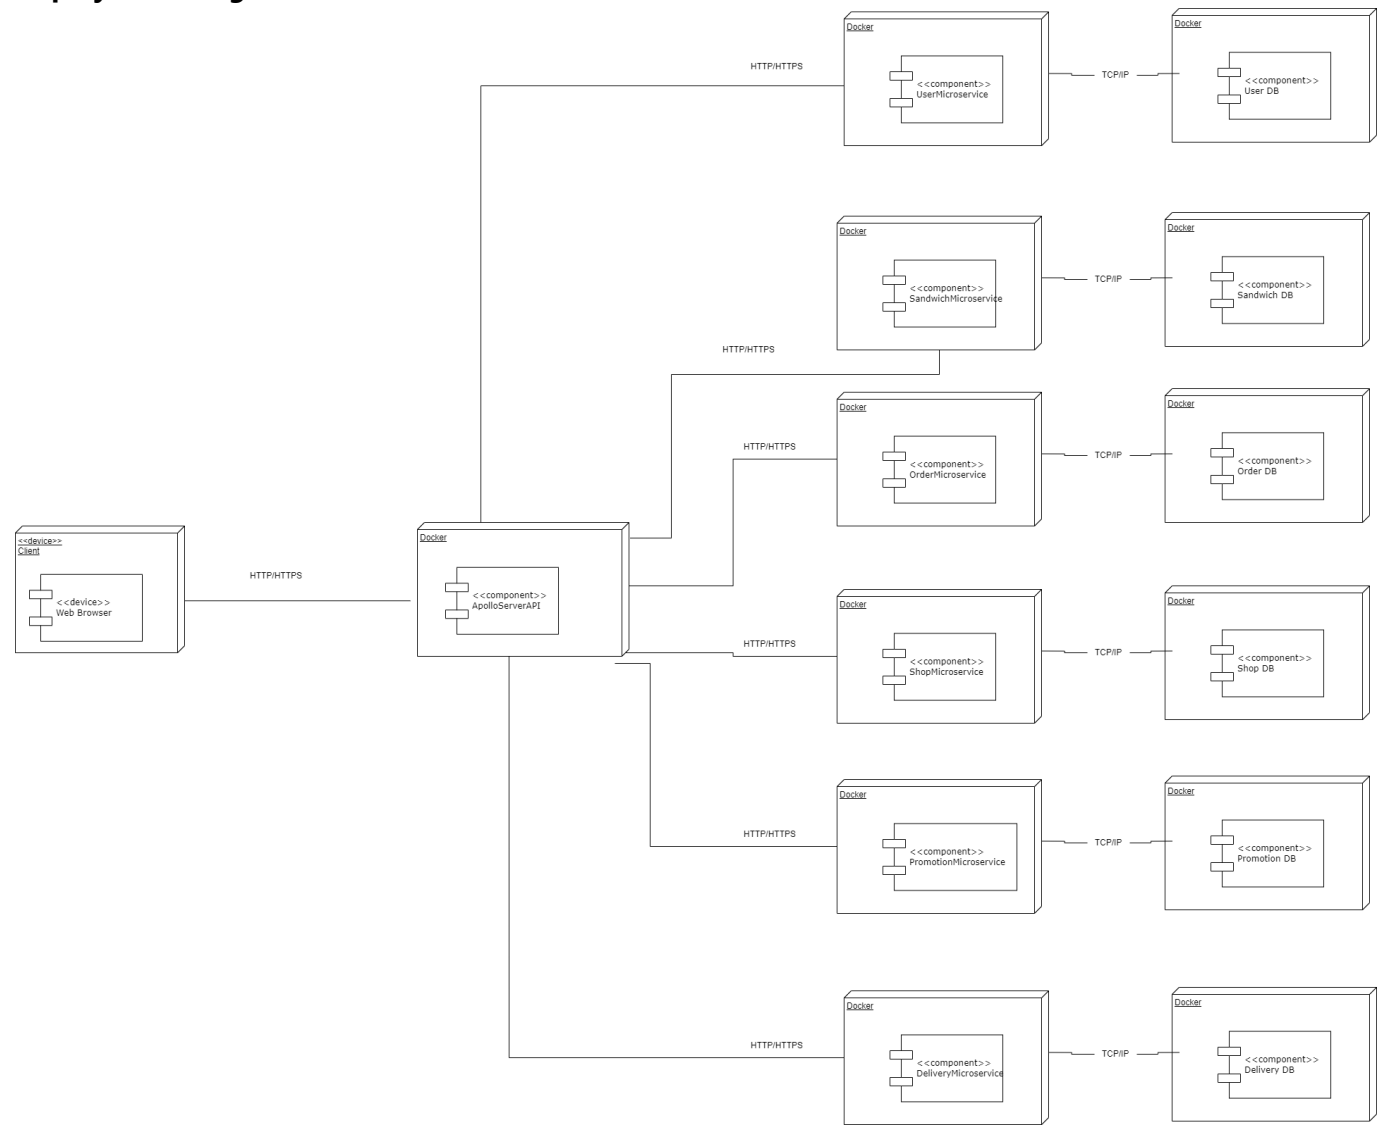 Docker
<<component>>
UserMicroservice
HTTP/HTTPS
TCP/IP
Docker
<<component>>
User DB
Docker
<<component>>
SandwichMicroservice
HTTP/HTTPS
TCP/IP
Docker
<<component>>
Sandwich DB
Docker
<<component>>
OrderMicroservice
HTTP/HTTPS
TCP/IP
Docker
<<component>>
Order DB
<<device>>
Client
<<device>>
Web Browser
HTTP/HTTPS
Docker
<<component>>
ApolloServerAPI
Docker
<<component>>
ShopMicroservice
HTTP/HTTPS
TCP/IP
Docker
<<component>>
Shop DB
Docker
<<component>>
PromotionMicroservice
HTTP/HTTPS
TCP/IP
Docker
<<component>>
Promotion DB
Docker
<<component>>
DeliveryMicroservice
HTTP/HTTPS
TCP/IP
Docker
<<component>>
Delivery DB